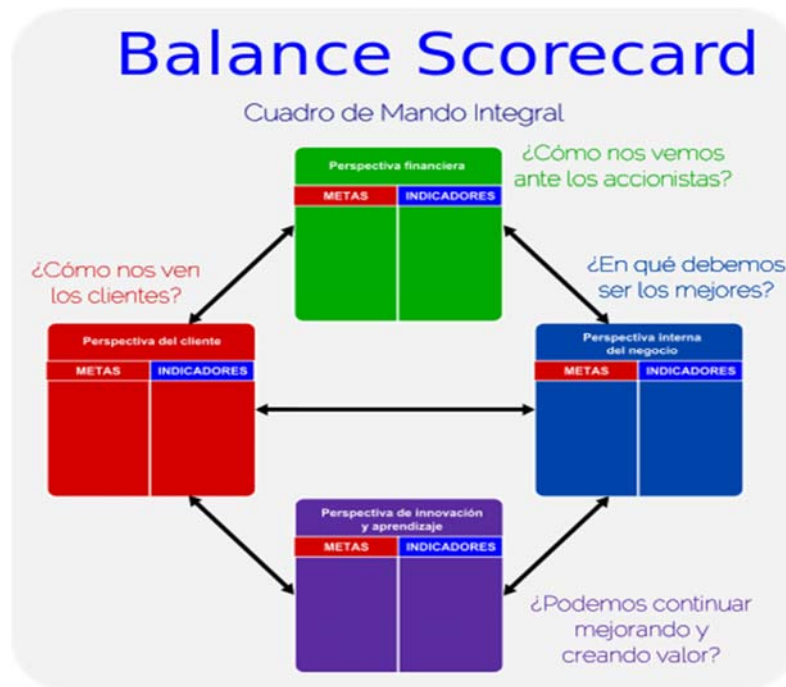 Balance Scorecard
Cuadro de Mando Integral
Perspectiva financiera
METAS INDICADORES
¿Cómo nos vemos
ante los accionistas?
¿Cómo nos ven
los clientes?
¿En qué debemos
ser los mejores?
Perspectiva del cliente
METAS INDICADORES
Perspectiva interna
del negocio
METAS INDICADORES
Perspectiva de innovación
y aprendizaje
METAS INDICADORES
¿Podemos continuar
mejorando y
creando valor?